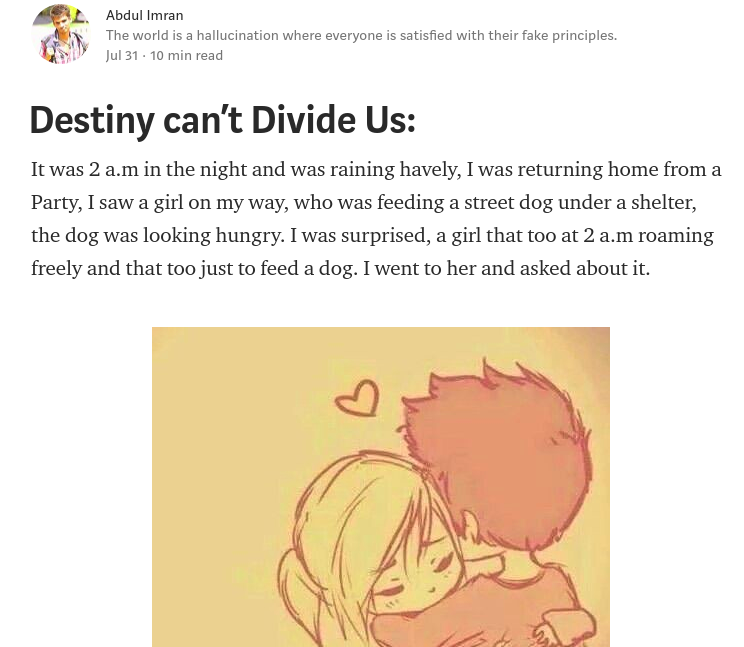 Abdul Imran
The world is a hallucination where everyone is satisfied with their fake principles.
Jul 31 · 10 min read
Destiny can’t Divide Us:
It was 2 a.m in the night and was raining havely, I was returning home from a
Party, I saw a girl on my way, who was feeding a street dog under a shelter,
the dog was looking hungry. I was surprised, a girl that too at 2 a.m roaming
freely and that too just to feed a dog. I went to her and asked about it.